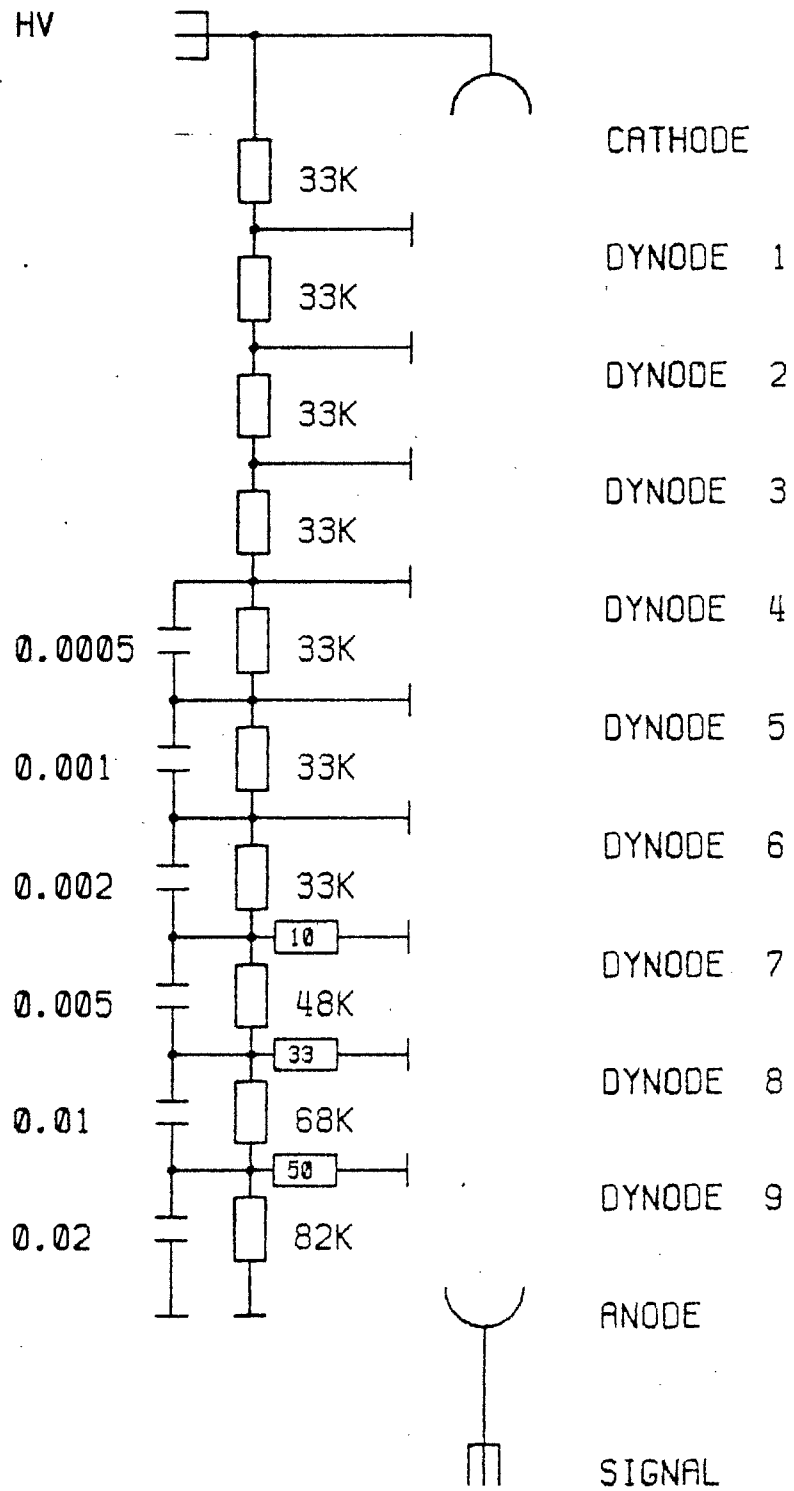 HV
CATHODE
33K
DYNODE 1
33K
DYNODE 2
33K
DYNODE 3
33K
DYNODE 4
0.0005
33K
DYNODE 5
0.001
33K
DYNODE 6
0.002
33K
10
DYNODE 7
0.005
48K
33
DYNODE 8
0.01
68K
50
DYNODE 9
0.02
82K
ANODE
SIGNAL